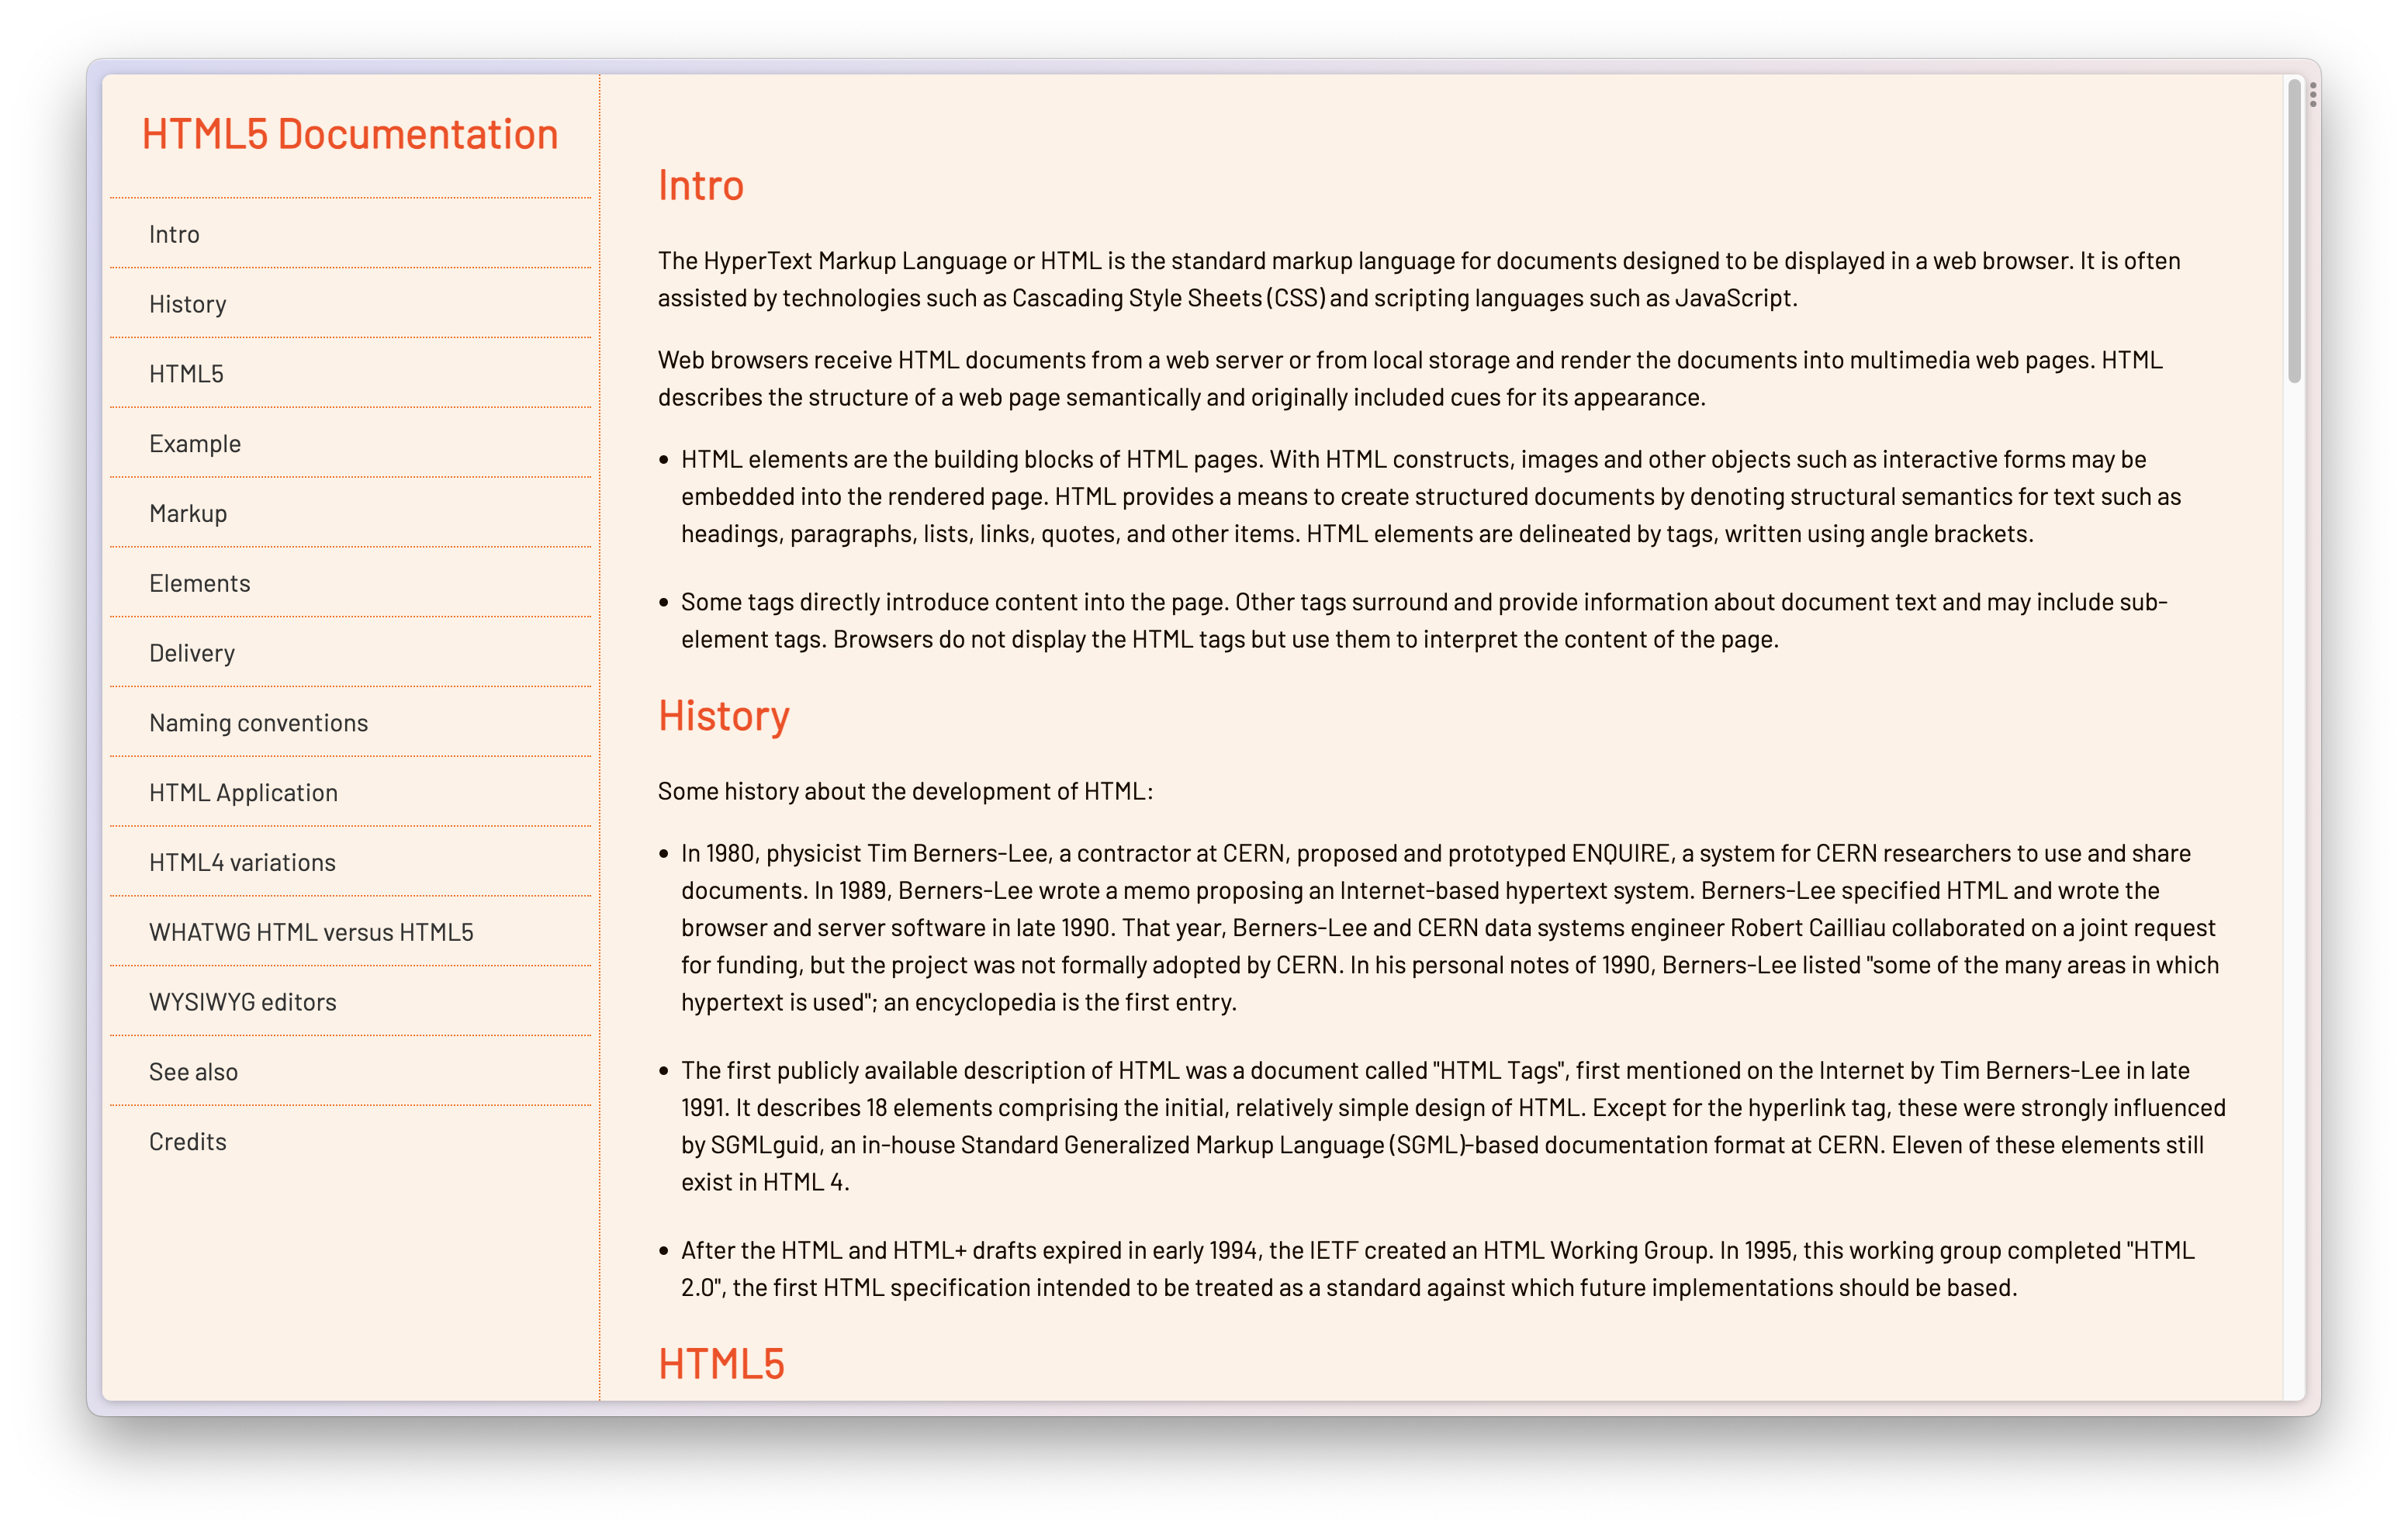 HTML5 Documentation
Intro
History
HTML5
Example
Markup
Elements
Delivery
Naming conventions
HTML Application
HTML4 variations
WHATWG HTML versus HTML5
WYSIWYG editors
See also
Credits
Intro
The HyperText Markup Language or HTML is the standard markup language for documents designed to be displayed in a web browser. It is often
assisted by technologies such as Cascading Style Sheets (CSS) and scripting languages such as JavaScript.
Web browsers receive HTML documents from a web server or from local storage and render the documents into multimedia web pages. HTML
describes the structure of a web page semantically and originally included cues for its appearance.
• HTML elements are the building blocks of HTML pages. With HTML constructs, images and other objects such as interactive forms may be
embedded into the rendered page. HTML provides a means to create structured documents by denoting structural semantics for text such as
headings, paragraphs, lists, links, quotes, and other items. HTML elements are delineated by tags, written using angle brackets.
• Some tags directly introduce content into the page. Other tags surround and provide information about document text and may include sub-
element tags. Browsers do not display the HTML tags but use them to interpret the content of the page.
History
Some history about the development of HTML:
• In 1980, physicist Tim Berners-Lee, a contractor at CERN, proposed and prototyped ENQUIRE, a system for CERN researchers to use and share
documents. In 1989, Berners-Lee wrote a memo proposing an Internet-based hypertext system. Berners-Lee specified HTML and wrote the
browser and server software in late 1990. That year, Berners-Lee and CERN data systems engineer Robert Cailliau collaborated on a joint request
for funding, but the project was not formally adopted by CERN. In his personal notes of 1990, Berners-Lee listed "some of the many areas in which
hypertext is used"; an encyclopedia is the first entry.
• The first publicly available description of HTML was a document called "HTML Tags", first mentioned on the Internet by Tim Berners-Lee in late
1991. It describes 18 elements comprising the initial, relatively simple design of HTML. Except for the hyperlink tag, these were strongly influenced
by SGMLguid, an in-house Standard Generalized Markup Language (SGML)-based documentation format at CERN. Eleven of these elements still
exist in HTML 4.
• After the HTML and HTML+ drafts expired in early 1994, the IETF created an HTML Working Group. In 1995, this working group completed "HTML
2.0", the first HTML specification intended to be treated as a standard against which future implementations should be based.
HTML5